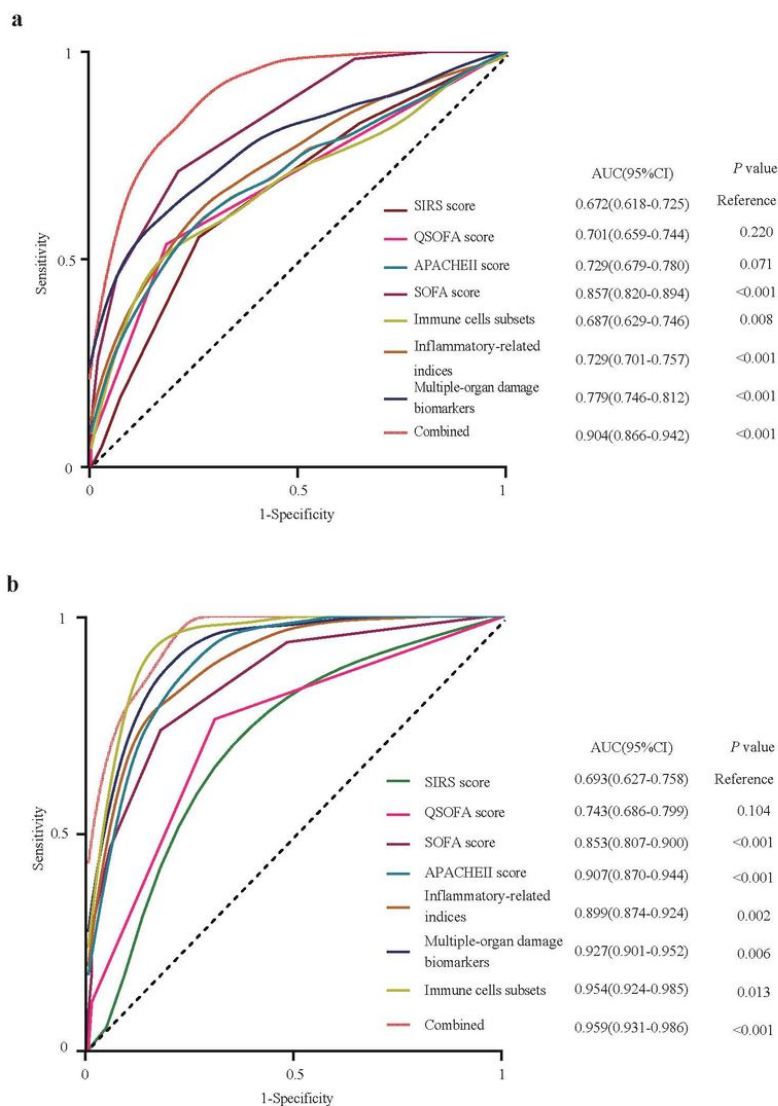 a
1
0.5
0
Sensitivity
0
0.5
1
1-Specificity
AUC(95%CI) P value
SIRS score 0.672(0.618-0.725) Reference
QSOFA score 0.701(0.659-0.744) 0.220
APACHEII score 0.729(0.679-0.780) 0.071
SOFA score 0.857(0.820-0.894) <0.001
Immune cells subsets 0.687(0.629-0.746) 0.008
Inflammatory-related
indices 0.729(0.701-0.757) <0.001
Multiple-organ damage
biomarkers 0.779(0.746-0.812) <0.001
Combined 0.904(0.866-0.942) <0.001
b
1
0.5
0
Sensitivity
0
0.5
1
1-Specificity
AUC(95%CI) P value
SIRS score 0.693(0.627-0.758) Reference
QSOFA score 0.743(0.686-0.799) 0.104
SOFA score 0.853(0.807-0.900) <0.001
APACHEII score 0.907(0.870-0.944) <0.001
Inflammatory-related
indices 0.899(0.874-0.924) 0.002
Multiple-organ damage
biomarkers 0.927(0.901-0.952) 0.006
Immune cells subsets 0.954(0.924-0.985) 0.013
Combined 0.959(0.931-0.986) <0.001